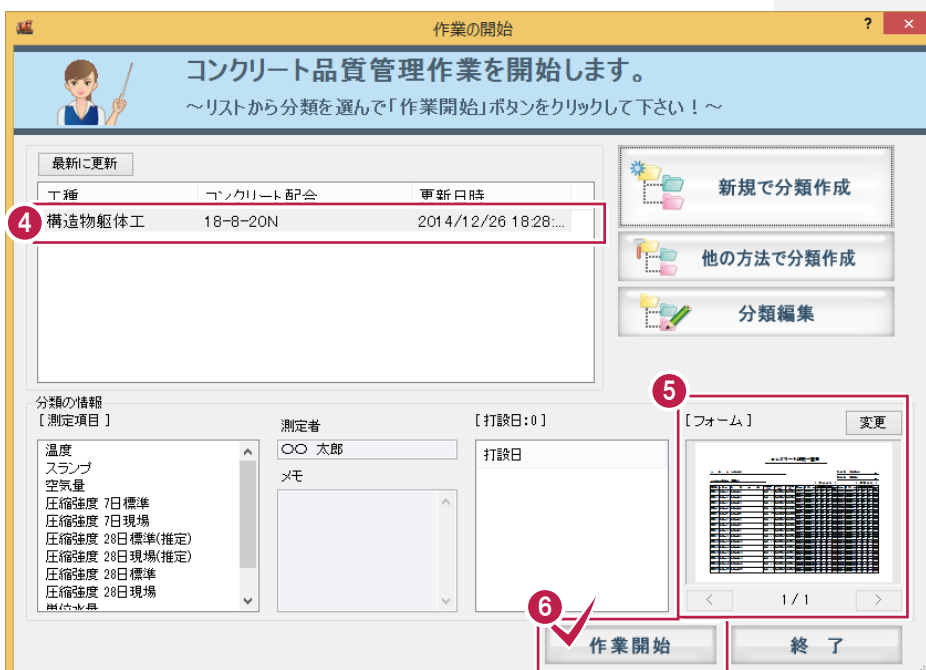 作業の開始
? ×
コンクリート品質管理作業を開始します。
～リストから分類を選んで「作業開始」ボタンをクリックして下さい！～
最新に更新
工種 コンクリート配合 更新日時
4 構造物躯体工 18-8-20N 2014/12/26 18:28:...
新規で分類作成
他の方法で分類作成
分類編集
分類の情報
[ 測定項目 ]
温度
スランプ
空気量
圧縮強度 7日標準
圧縮強度 7日現場
圧縮強度 28日標準(推定)
圧縮強度 28日現場(推定)
圧縮強度 28日標準
圧縮強度 28日現場
単位水量
測定者
〇〇 太郎
メモ
[ 打設日:0 ]
打設日
5
[ フォーム ] 変更
< 1 / 1 >
6
作業開始
終 了